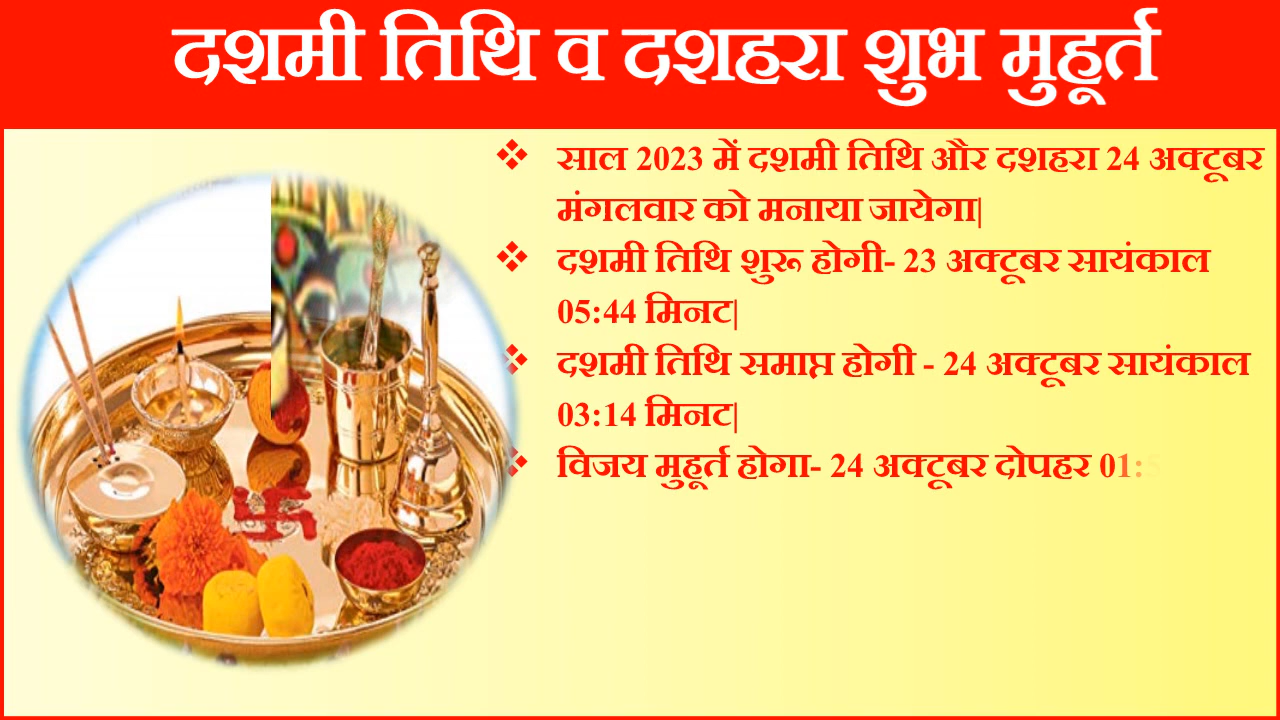 दशमी तिथि व दशहरा शुभ मुहूर्त
❖ साल 2023 में दशमी तिथि और दशहरा 24 अक्टूबर
मंगलवार को मनाया जायेगा|
❖ दशमी तिथि शुरू होगी- 23 अक्टूबर सायंकाल
05:44 मिनट|
❖ दशमी तिथि समाप्त होगी - 24 अक्टूबर सायंकाल
03:14 मिनट|
❖ विजय मुहूर्त होगा- 24 अक्टूबर दोपहर